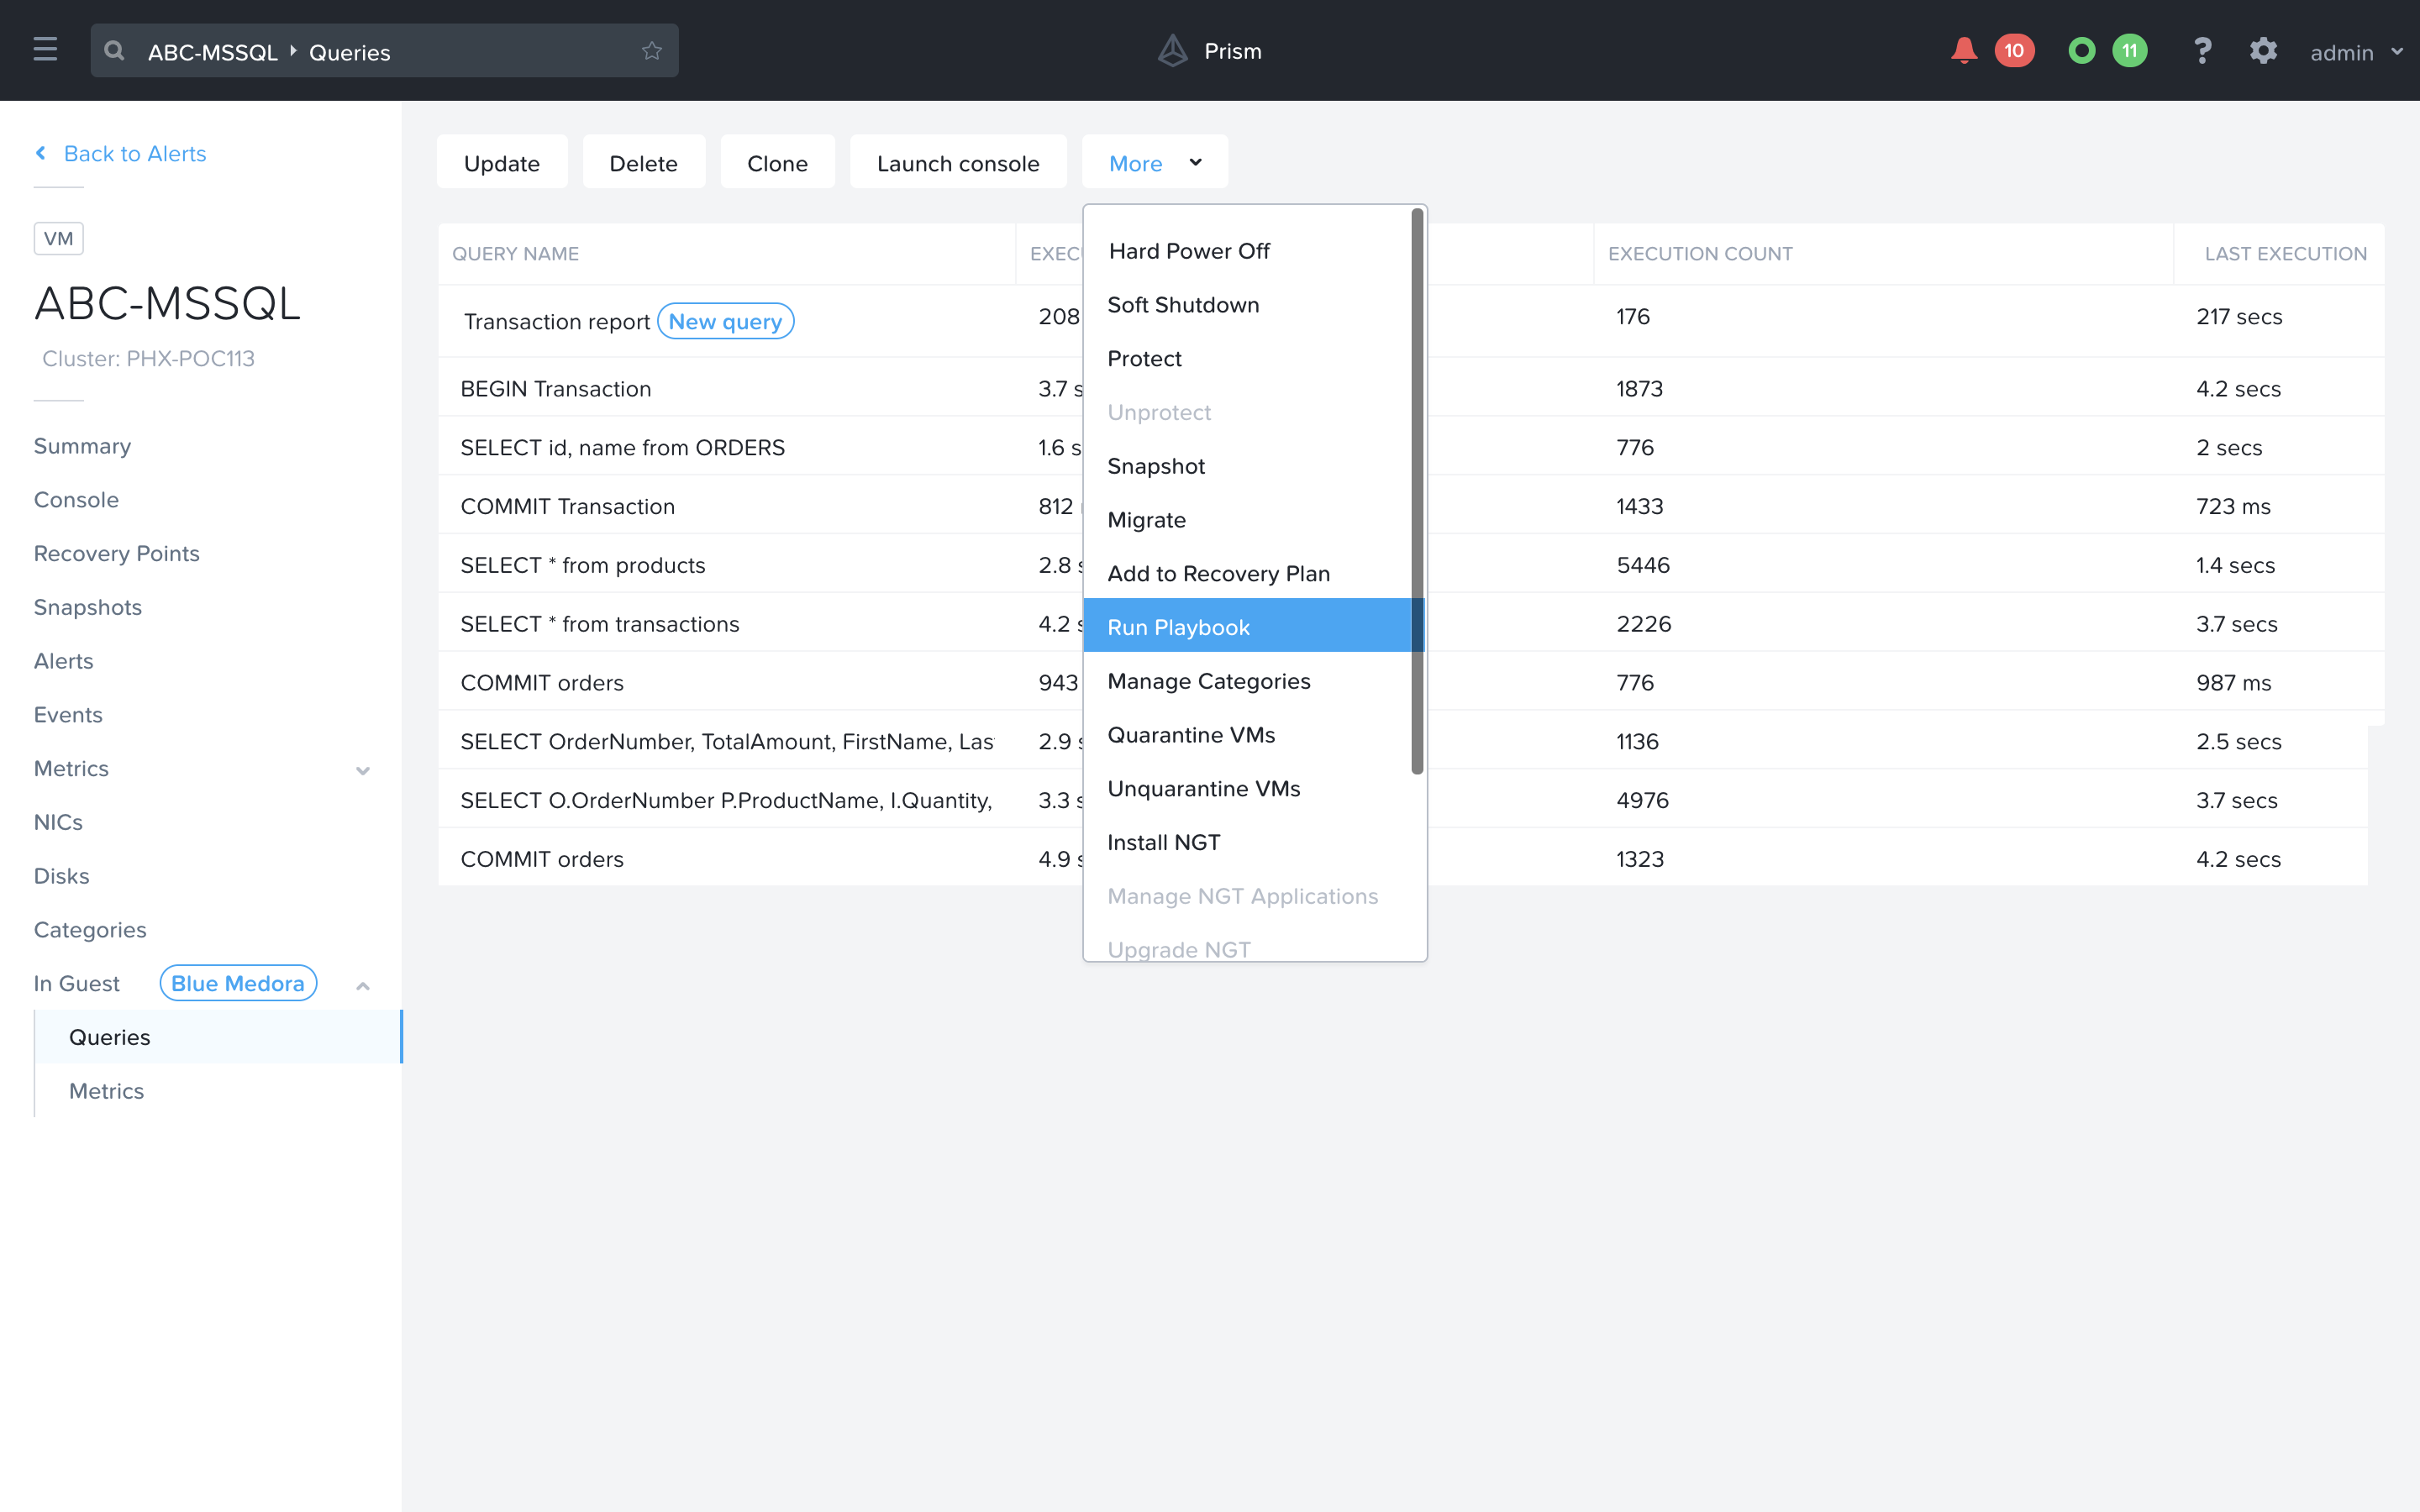 ABC-MSSQL Queries
Prism
10
11
?
admin
Back to Alerts
VM
ABC-MSSQL
Cluster: PHX-POC113
Summary
Console
Recovery Points
Snapshots
Alerts
Events
Metrics
NICs
Disks
Categories
In Guest Blue Medora
Queries
Metrics
Update Delete Clone Launch console More
QUERY NAME EXECUTION COUNT LAST EXECUTION
Transaction report New query 208 176 217 secs
BEGIN Transaction 3.7 s 1873 4.2 secs
SELECT id, name from ORDERS 1.6 s 776 2 secs
COMMIT Transaction 812 1433 723 ms
SELECT * from products 2.8 s 5446 1.4 secs
SELECT * from transactions 4.2 s 2226 3.7 secs
COMMIT orders 943 776 987 ms
SELECT OrderNumber, TotalAmount, FirstName, Las 2.9 s 1136 2.5 secs
SELECT O.OrderNumber P.ProductName, I.Quantity, 3.3 s 4976 3.7 secs
COMMIT orders 4.9 s 1323 4.2 secs
Hard Power Off
Soft Shutdown
Protect
Unprotect
Snapshot
Migrate
Add to Recovery Plan
Run Playbook
Manage Categories
Quarantine VMs
Unquarantine VMs
Install NGT
Manage NGT Applications
Upgrade NGT